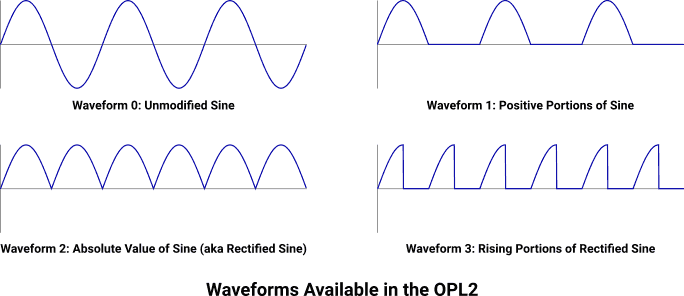 Waveform 0: Unmodified Sine
Waveform 1: Positive Portions of Sine
Waveform 2: Absolute Value of Sine (aka Rectified Sine)
Waveform 3: Rising Portions of Rectified Sine
Waveforms Available in the OPL2